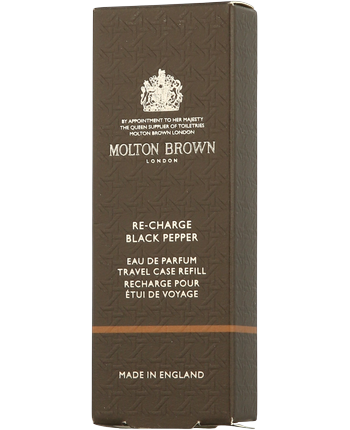 BY APPOINTMENT TO HER MAJESTY
THE QUEEN SUPPLIER OF TOILETRIES
MOLTON BROWN LONDON
MOLTON BROWN
LONDON
RE-CHARGE
BLACK PEPPER
EAU DE PARFUM
TRAVEL CASE REFILL
RECHARGE POUR
ÉTUI DE VOYAGE
MADE IN ENGLAND